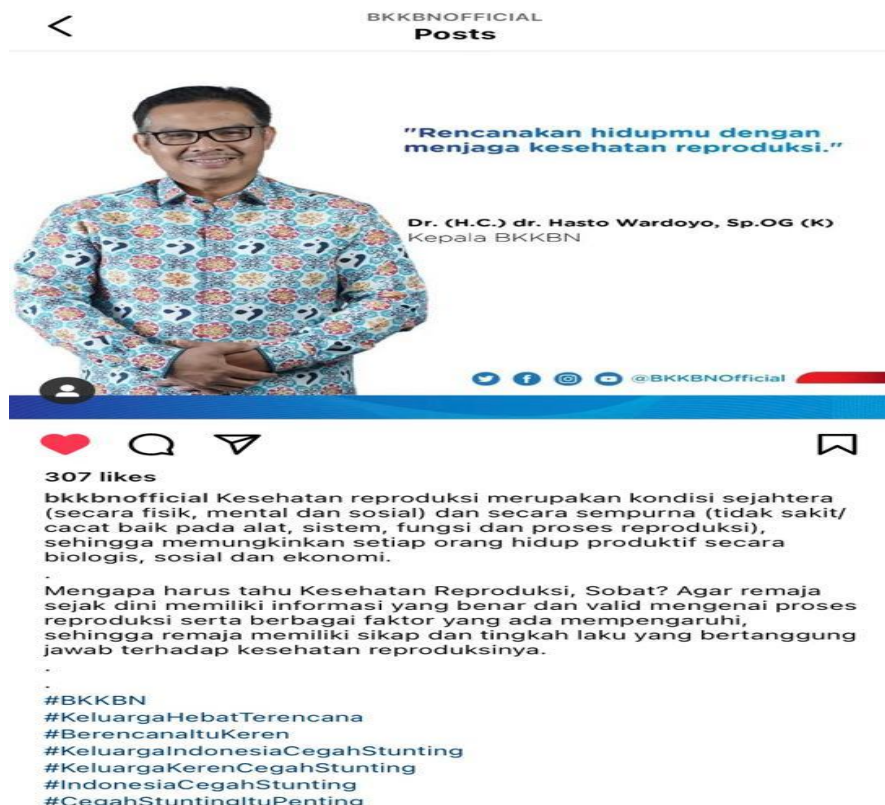 BKKBNOFFICIAL
Posts
"Rencanakan hidupmu dengan
menjaga kesehatan reproduksi."
Dr. (H.C.) dr. Hasto Wardoyo, Sp.OG (K)
Kepala BKKBN
@BKKBNOfficial
307 likes
bkkbnofficial Kesehatan reproduksi merupakan kondisi sejahtera
(secara fisik, mental dan sosial) dan secara sempurna (tidak sakit/
cacat baik pada alat, sistem, fungsi dan proses reproduksi),
sehingga memungkinkan setiap orang hidup produktif secara
biologis, sosial dan ekonomi.
.
Mengapa harus tahu Kesehatan Reproduksi, Sobat? Agar remaja
sejak dini memiliki informasi yang benar dan valid mengenai proses
reproduksi serta berbagai faktor yang ada mempengaruhi,
sehingga remaja memiliki sikap dan tingkah laku yang bertanggung
jawab terhadap kesehatan reproduksinya.
.
.
#BKKBN
#KeluargaHebatTerencana
#BerencanaItuKeren
#KeluargaIndonesiaCegahStunting
#KeluargaKerenCegahStunting
#IndonesiaCegahStunting
#CegahStuntingItuPenting